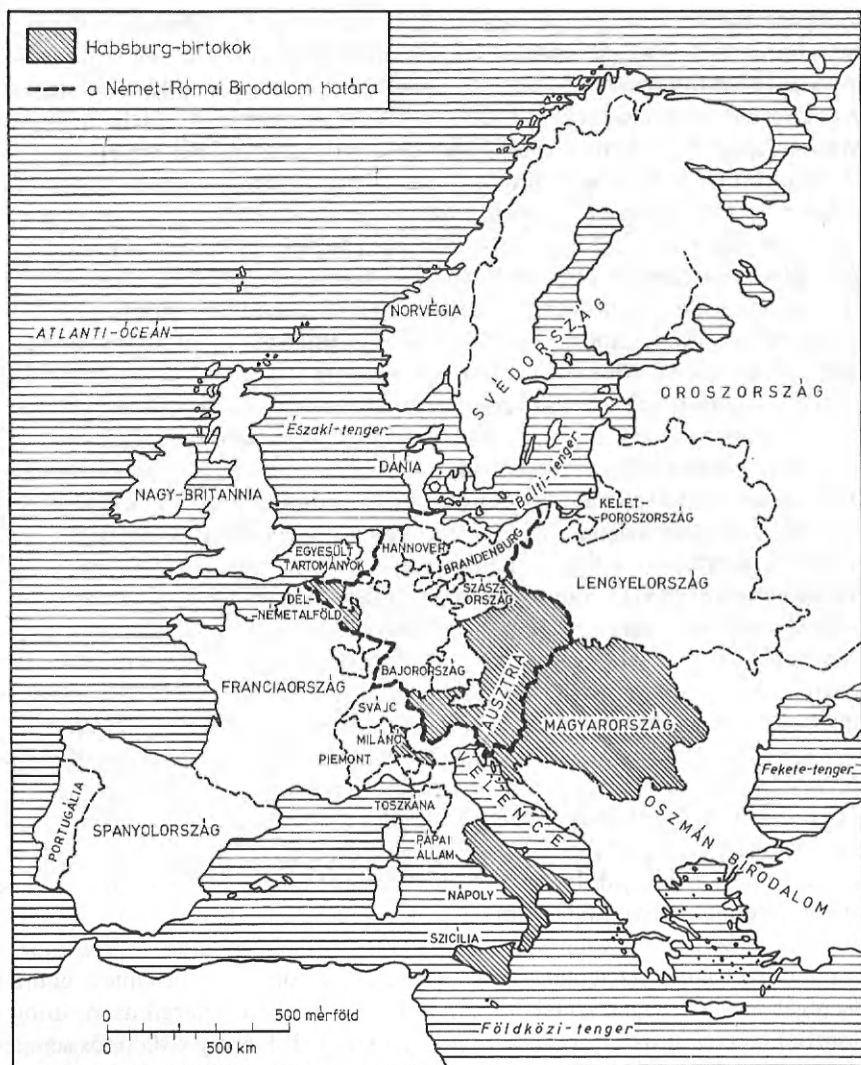 Habsburg-birtokok
a Német-Római Birodalom határa
NORVÉGIA
ATLANTI-ÓCEÁN
SVÉDORSZÁG
OROSZORSZÁG
Északi-tenger
DÁNIA
Balti-tenger
NAGY-BRITANNIA
KELET-
POROSZORSZÁG
EGYESÜLT
TARTOMÁNYOK
HANNOVER
BRANDENBURG
LENGYELORSZÁG
SZÁSZ-
ORSZÁG
DÉL-
NÉMETALFÖLD
BAJORORSZÁG
FRANCIAORSZÁG
AUSZTRIA
SVÁJC
MAGYARORSZÁG
MILÁNÓ
PIEMONT
VELENCE
Fekete-tenger
TOSZKÁNA
PORTUGÁLIA
SPANYOLORSZÁG
PÁPAI
ÁLLAM
OSZMÁN BIRODALOM
NÁPOLY
SZICÍLIA
0 500 mérföld
0 500 km
Földközi-tenger